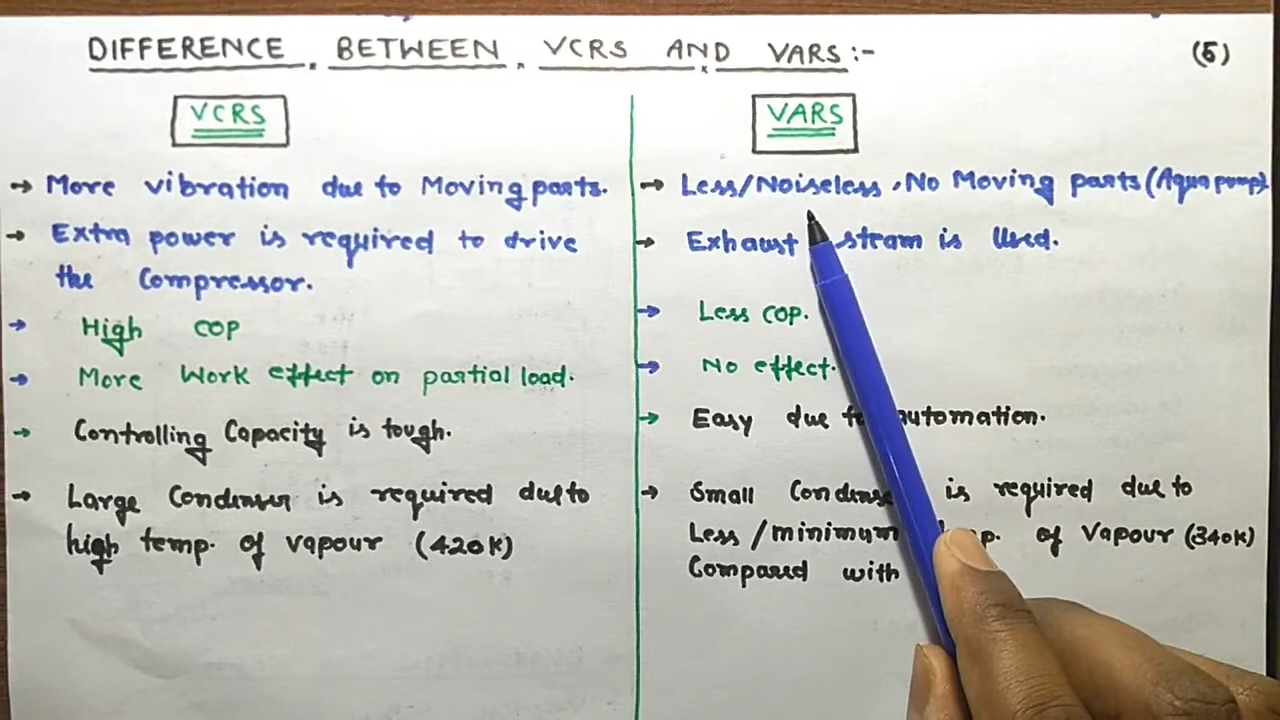 DIFFERENCE BETWEEN VCRS AND VARS:- (5)
VCRS
→ More vibration due to Moving parts.
→ Extra power is required to drive
the Compressor.
→ High COP
→ More Work effect on partial load.
→ Controlling Capacity is tough.
→ Large Condenser is required due to
high temp. of vapour (420K)
VARS
→ Less/Noiseless, No Moving parts (Aqua pump)
→ Exhaust steam is Used.
→ Less COP.
→ No effect.
→ Easy due automation.
→ Small is required due to
Less/minimum of Vapour (340K)
Compared with